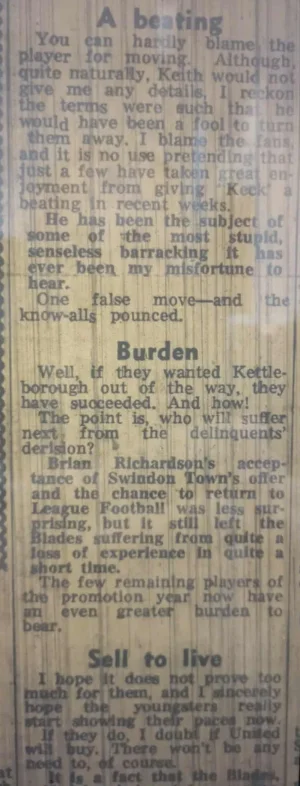 A beating
You can hardly blame the
player for moving. Although,
quite naturally, Keith would not
give me any details, I reckon
the terms were such that he
would have been a fool to turn
them away. I blame the fans,
and it is no use pretending that
just a few have taken great en-
joyment from giving ' Keck' a
beating in recent weeks.
He has been the subject of
some of the most stupid,
senseless barracking it has
ever been my misfortune to
hear.
One false move—and the
know-alls pounced.
Burden
Well, if they wanted Kettle-
borough out of the way, they
have succeeded. And how!
The point is, who will suffer
next from the delinquents'
derision?
Brian Richardson's accep-
tance of Swindon Town's offer
and the chance to return to
League Football was less sur-
prising, but it still left the
Blades suffering from quite a
loss of experience in quite a
short time.
The few remaining players of
the promotion year now have
an even greater burden to
bear.
Sell to live
I hope it does not prove too
much for them, and I sincerely
hope the youngsters really
start showing their paces now.
If they do, I doubt if United
will buy. There won't be any
need to, of course.
It is a fact that the Blades,